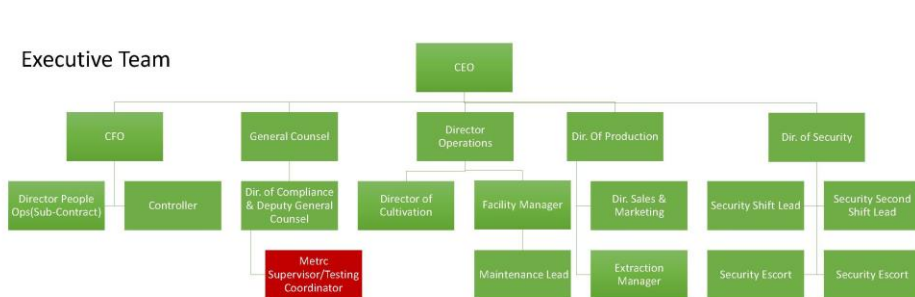 Executive Team
CEO
CFO
General Counsel
Director
Operations
Dir. Of Production
Dir. of Security
Director People
Ops(Sub-Contract)
Controller
Dir. of Compliance
& Deputy General
Counsel
Director of
Cultivation
Facility Manager
Dir. Sales &
Marketing
Security Shift Lead
Security Second
Shift Lead
Metrc
Supervisor/Testing
Coordinator
Maintenance Lead
Extraction
Manager
Security Escort
Security Escort